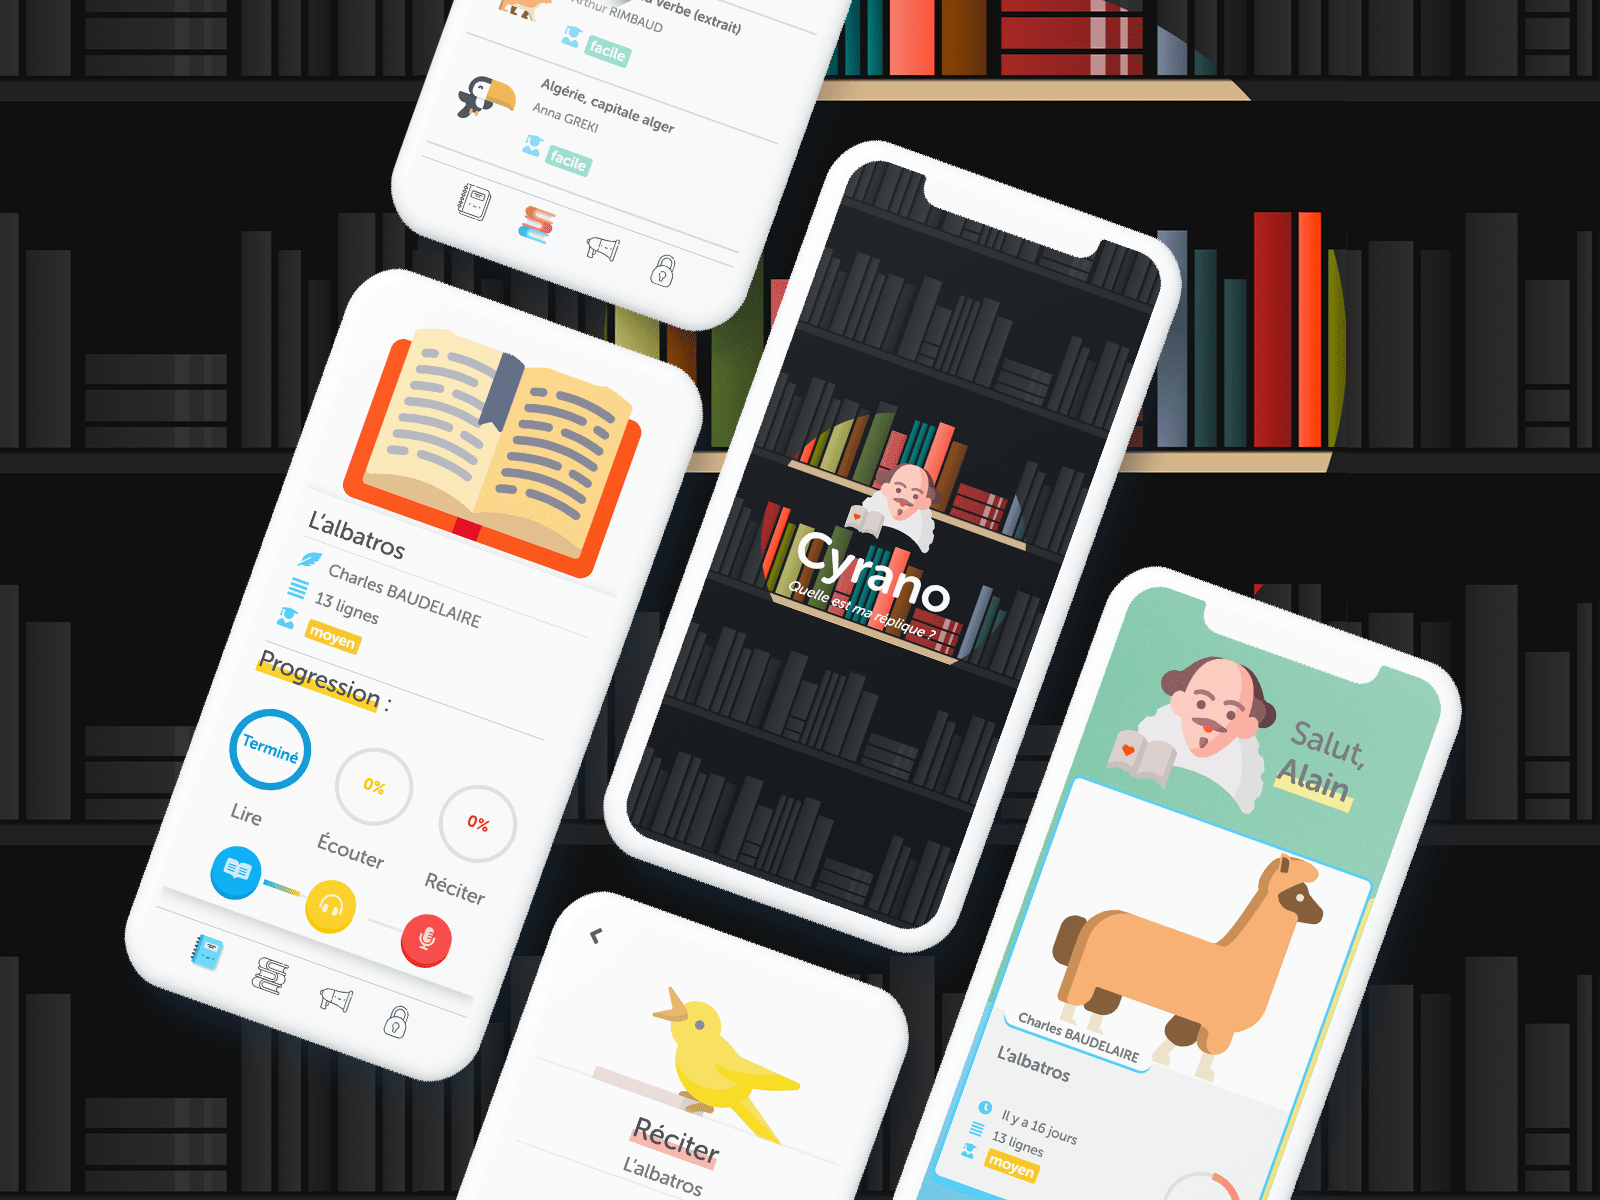 verbe (extrait)
Arthur RIMBAUD
facile
Algérie, capitale alger
Anna GREKI
facile
L'albatros
Charles BAUDELAIRE
13 lignes
moyen
Progression :
Terminé
0%
0%
Lire
Écouter
Réciter
Cyrano
Quelle est ma réplique ?
Réciter
L'albatros
Salut,
Alain
Charles BAUDELAIRE
L'albatros
Il y a 16 jours
13 lignes
moyen